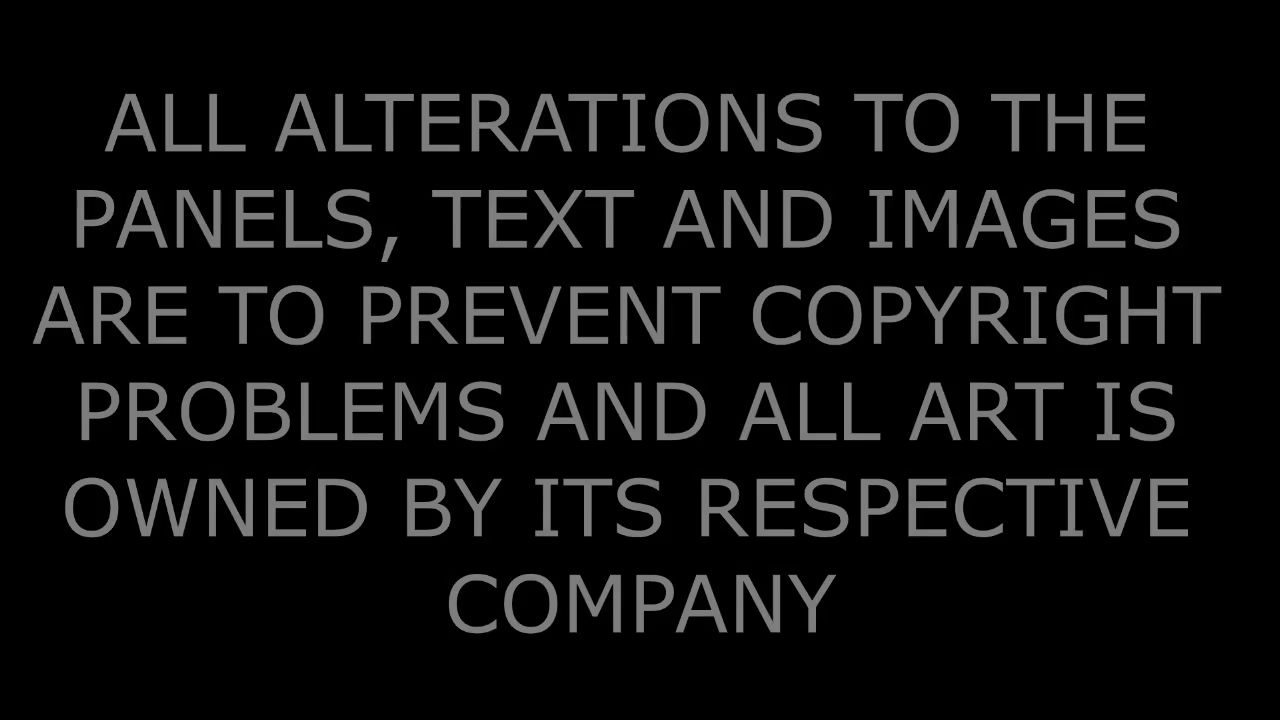 ALL ALTERATIONS TO THE
PANELS, TEXT AND IMAGES
ARE TO PREVENT COPYRIGHT
PROBLEMS AND ALL ART IS
OWNED BY ITS RESPECTIVE
COMPANY